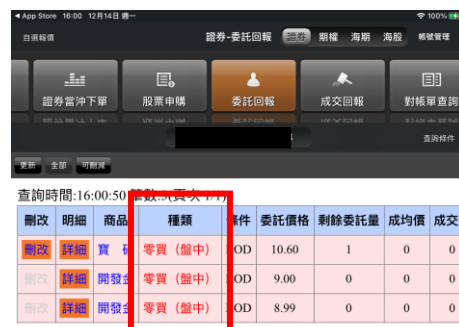 App Store 16:00 12月14日 週一 100%
自選報價 證券-委託回報 證券 期權 海期 海股 帳號管理
證券當沖下單 股票申購 委託回報 成交回報 對帳單查詢
查詢條件
更新 全部 可刪減
查詢時間:16:00:50
刪改 明細 商品 種類 條件 委託價格 剩餘委託量 成均價 成交
刪改 詳細 寶 零買（盤中） OD 10.60 1 0 0
刪改 詳細 開發金 零買（盤中） OD 9.00 0 0 0
刪改 詳細 開發金 零買（盤中） OD 8.99 0 0 0